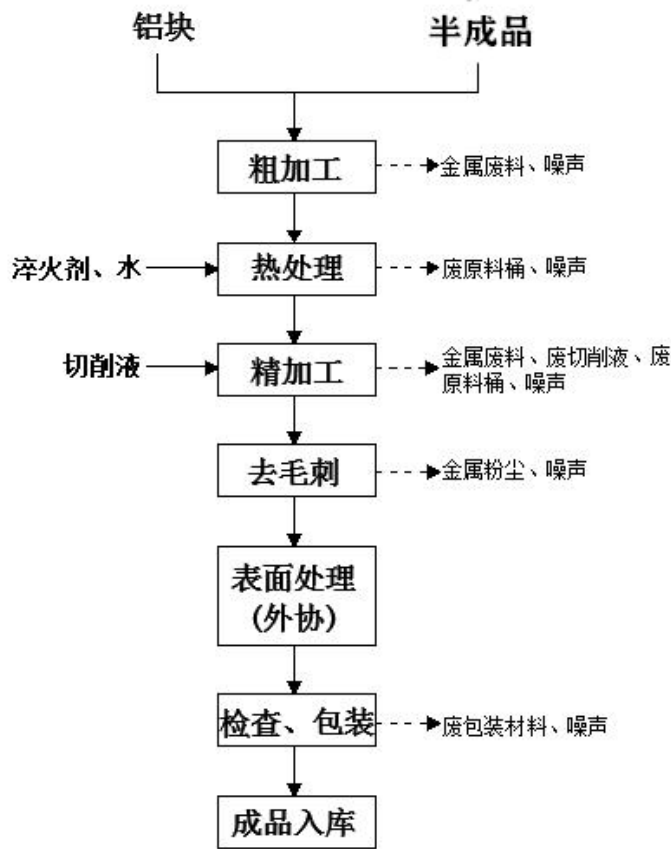 铝块
半成品
粗加工
金属废料、噪声
淬火剂、水
热处理
废原料桶、噪声
切削液
精加工
金属废料、废切削液、废
原料桶、噪声
去毛刺
金属粉尘、噪声
表面处理
(外协)
检查、包装
废包装材料、噪声
成品入库